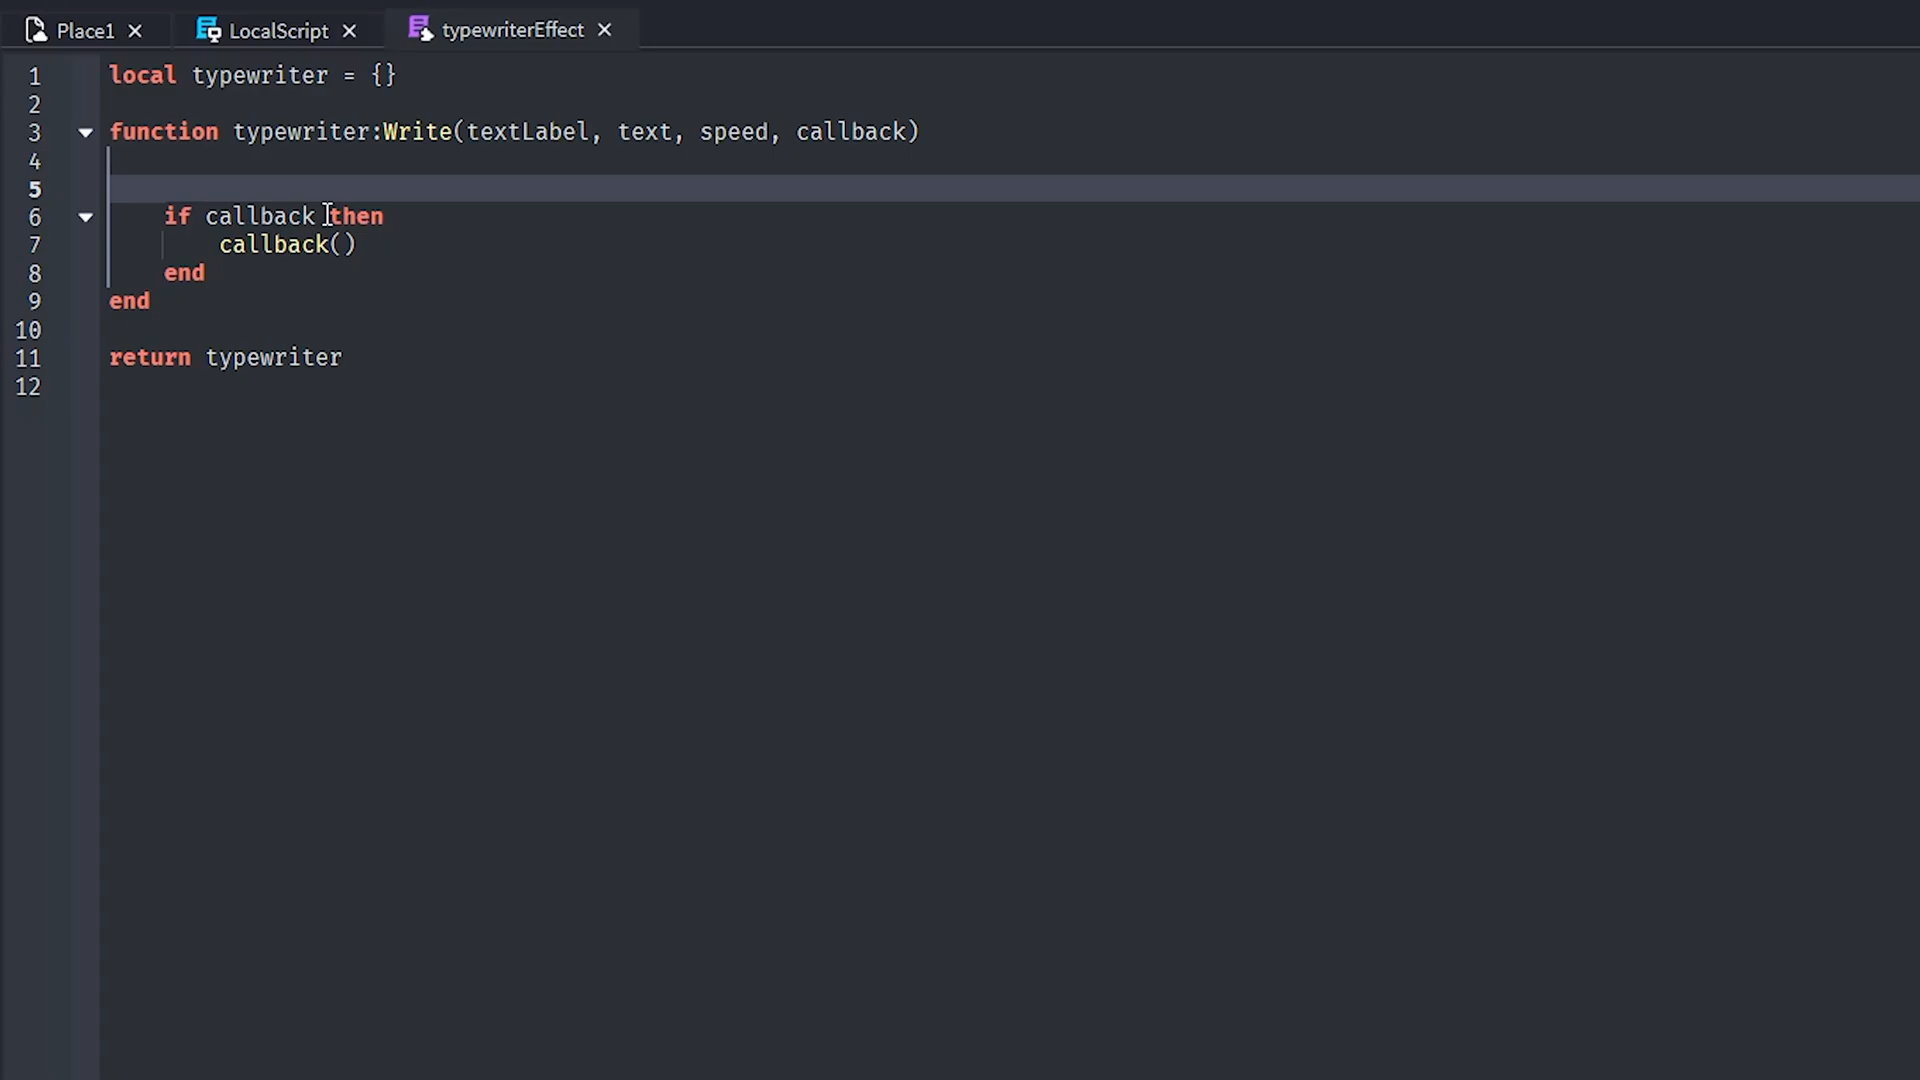 Place1 LocalScript typewriterEffect
1 local typewriter = {}
2
3 function typewriter:Write(textLabel, text, speed, callback)
4
5
6 if callback then
7 callback()
8 end
9 end
10
11 return typewriter
12